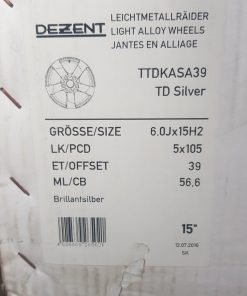 DEZENT
LEICHTMETALLRÄDER
LIGHT ALLOY WHEELS
JANTES EN ALLIAGE
TTDKASA39
TD Silver
GRÖSSE/SIZE 6.0Jx15H2
LK/PCD 5x105
ET/OFFSET 39
ML/CB 56,6
Brillantsilber
15"
12.07.2016
SK